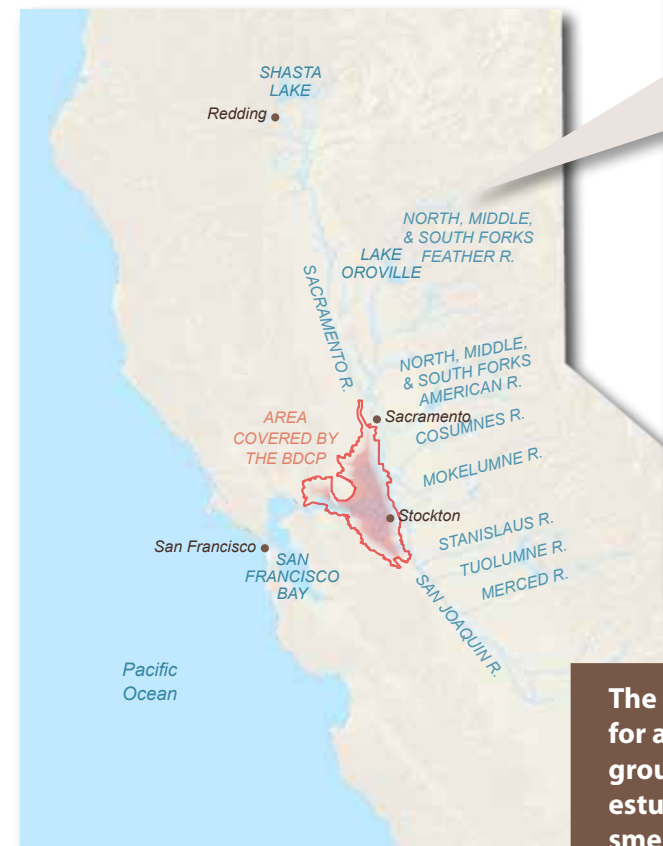 SHASTA
LAKE
Redding
NORTH, MIDDLE,
& SOUTH FORKS
FEATHER R.
LAKE
OROVILLE
SACRAMENTO R.
NORTH, MIDDLE,
& SOUTH FORKS
AMERICAN R.
Sacramento
COSUMNES R.
AREA
COVERED BY
THE BDCP
MOKELUMNE R.
Stockton
STANISLAUS R.
San Francisco
SAN
FRANCISCO
BAY
TUOLUMNE R.
MERCED R.
SAN JOAQUIN R.
Pacific
Ocean
The
for a
grou
estu
sme